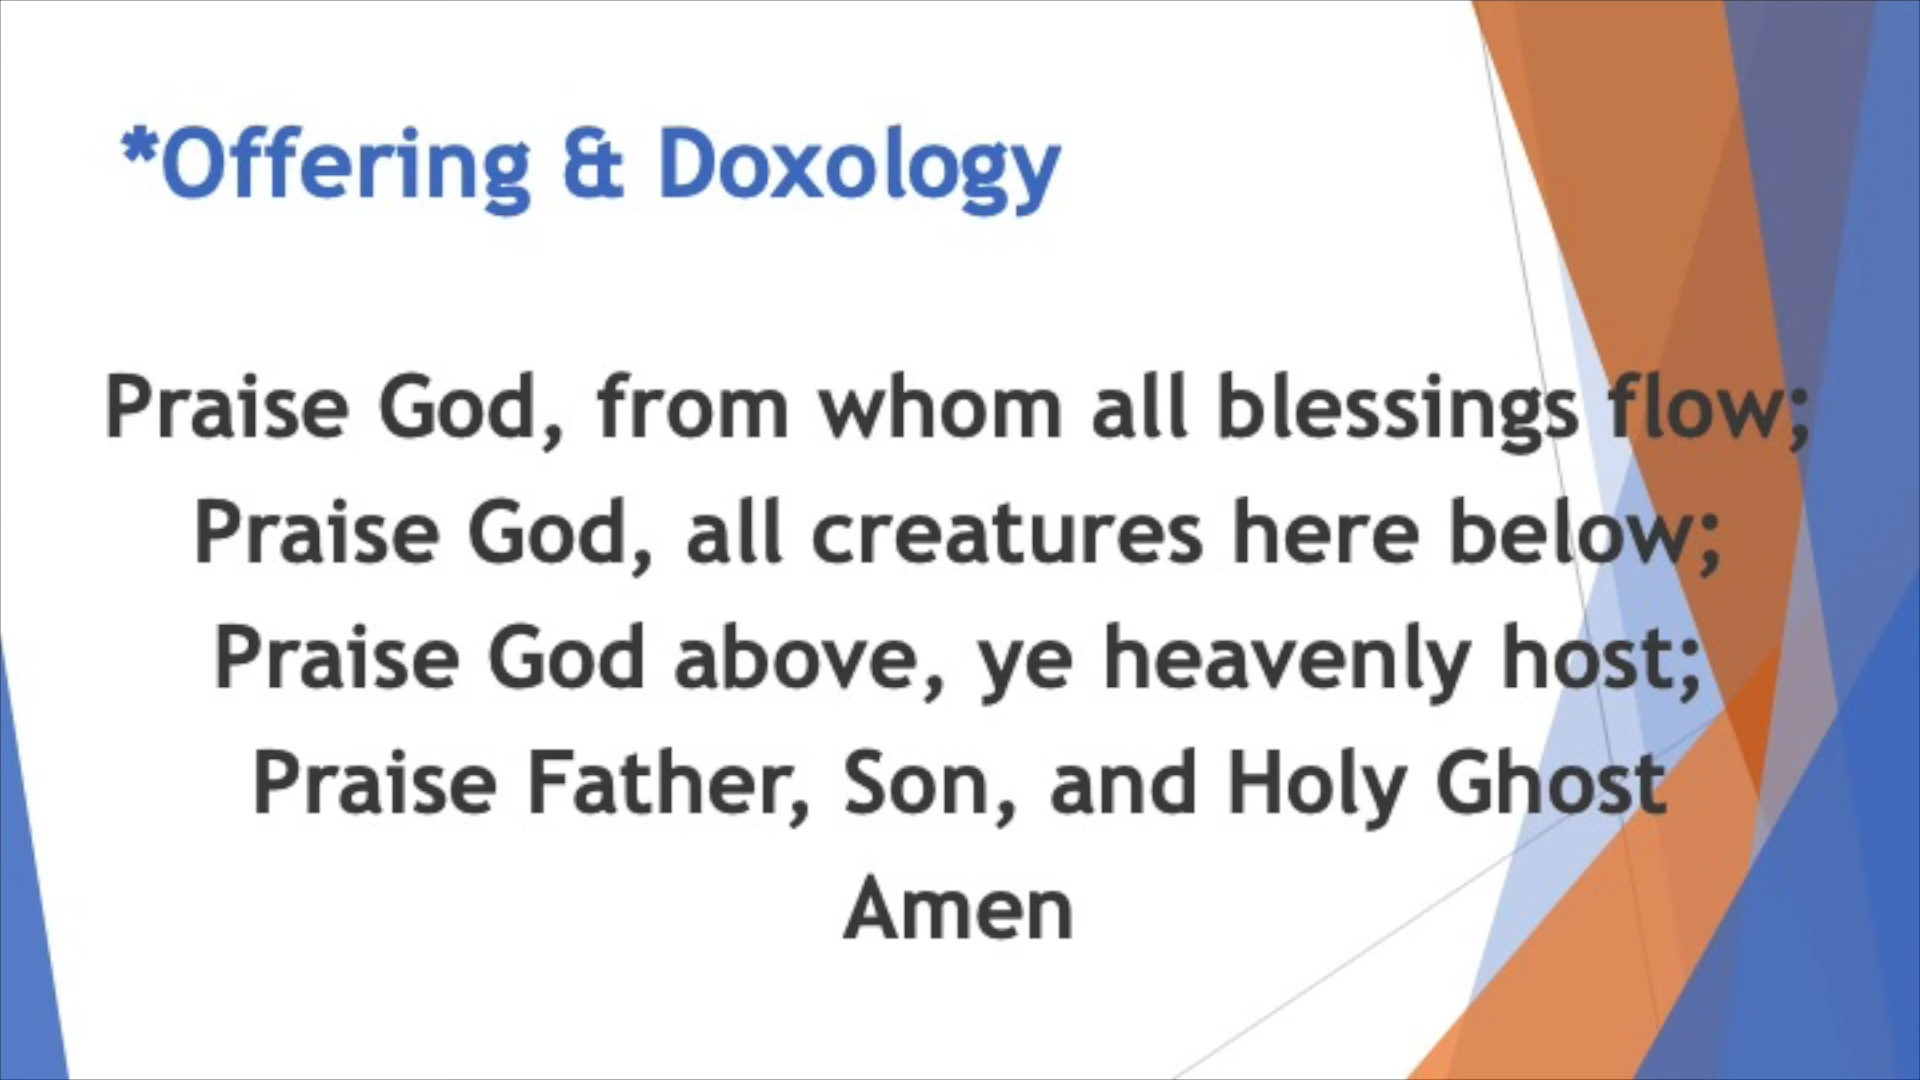 *Offering & Doxology
Praise God, from whom all blessings flow;
Praise God, all creatures here below;
Praise God above, ye heavenly host;
Praise Father, Son, and Holy Ghost
Amen